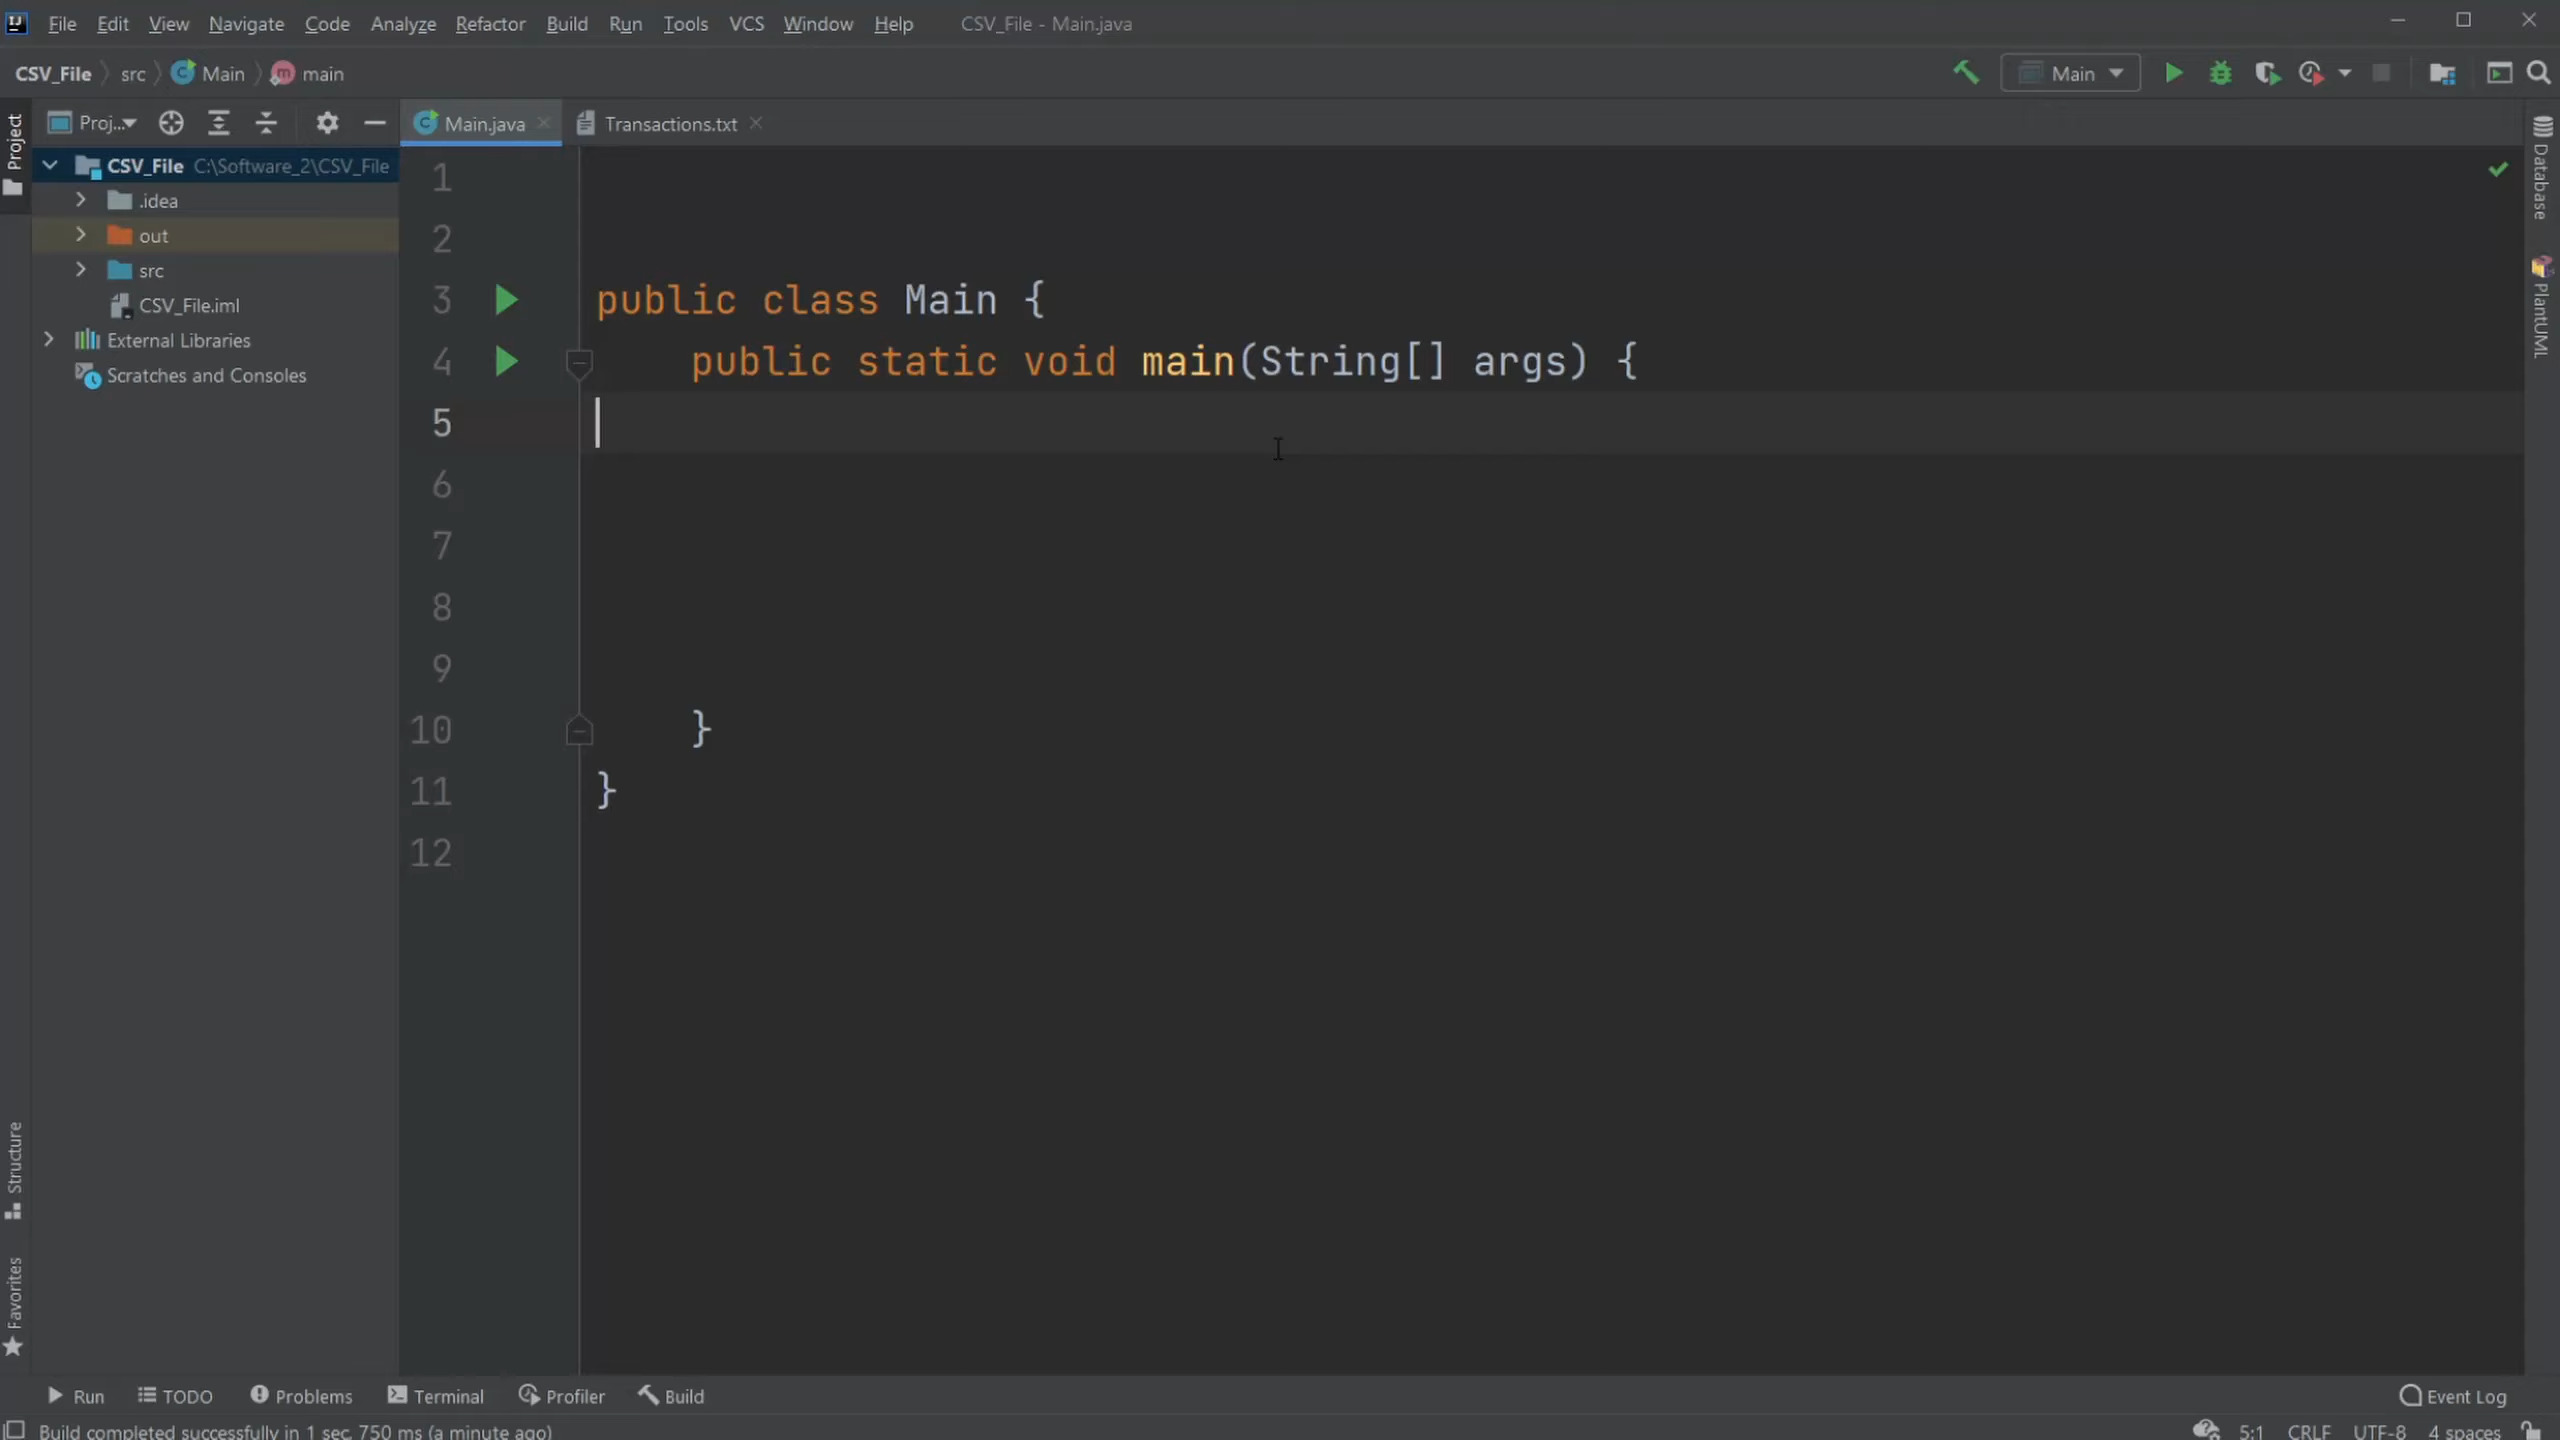 File Edit View Navigate Code Analyze Refactor Build Run Tools VCS Window Help CSV_File - Main.java
CSV_File src Main main
Main
Project
Proj...
Main.java
Transactions.txt
CSV_File C:\Software_2\CSV_File
.idea
out
src
CSV_File.iml
External Libraries
Scratches and Consoles
1
2
3 public class Main {
4 public static void main(String[] args) {
5
6
7
8
9
10 }
11 }
12
Database
PlantUML
Structure
Favorites
Run TODO Problems Terminal Profiler Build Event Log
Build completed successfully in 1 sec, 750 ms (a minute ago) 5:1 CRLF UTF-8 4 spaces